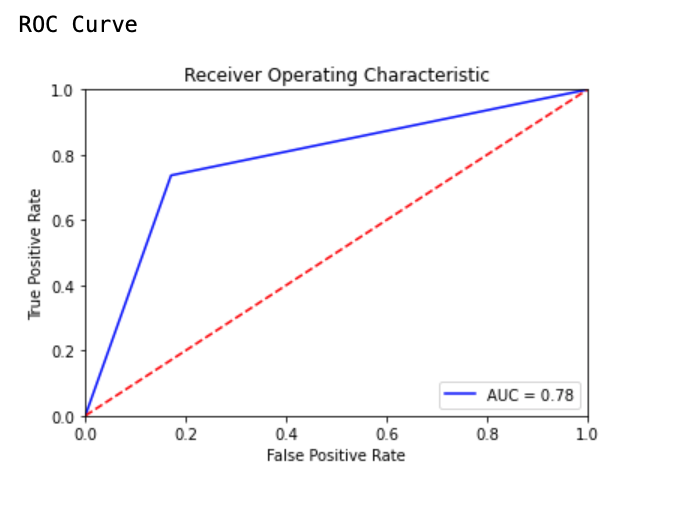 ROC Curve
Receiver Operating Characteristic
1.0
0.8
0.6
0.4
0.2
0.0
True Positive Rate
AUC = 0.78
0.0 0.2 0.4 0.6 0.8 1.0
False Positive Rate